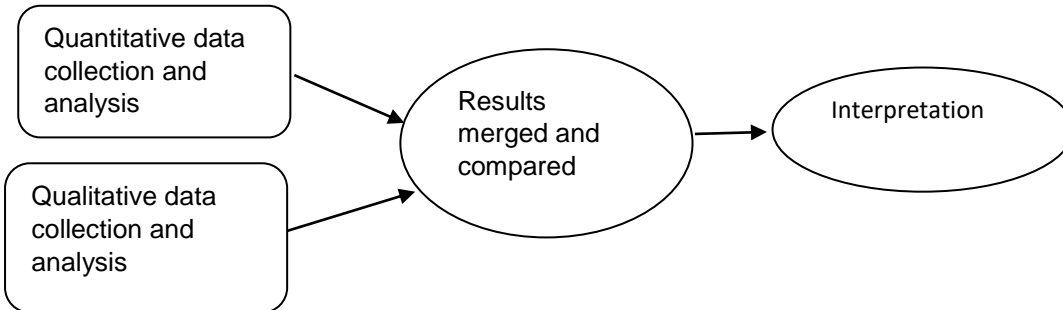 Quantitative data
collection and
analysis
Qualitative data
collection and
analysis
Results
merged and
compared
Interpretation